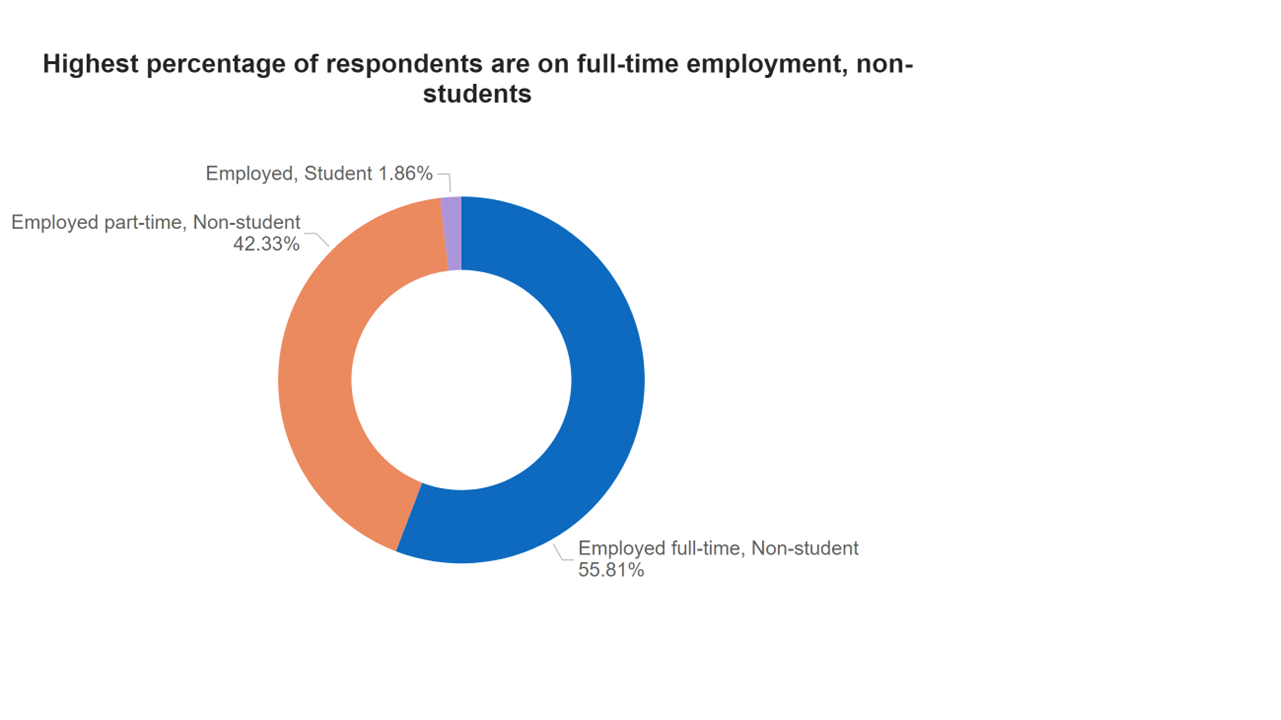 Highest percentage of respondents are on full-time employment, non-
students
Employed, Student 1.86%
Employed part-time, Non-student
42.33%
Employed full-time, Non-student
55.81%